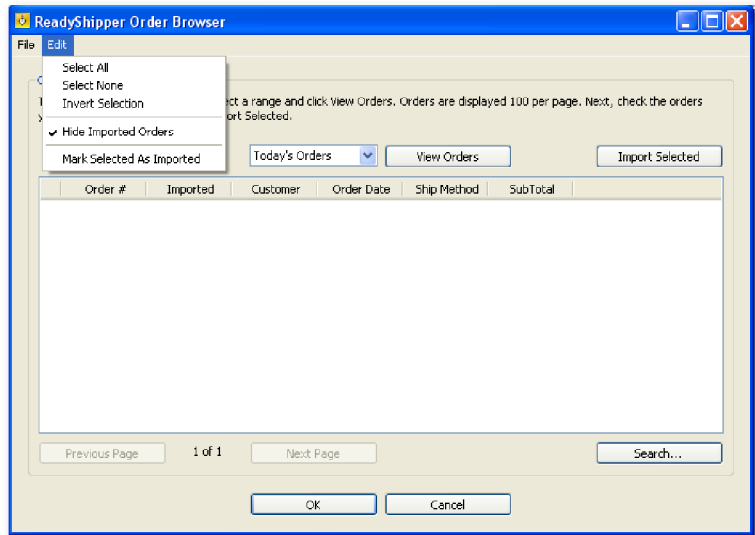 ReadyShipper Order Browser
File Edit
Select All
Select None
Invert Selection
Hide Imported Orders
Mark Selected As Imported
a range and click View Orders. Orders are displayed 100 per page. Next, check the orders
Selected.
Today's Orders View Orders Import Selected
Order # Imported Customer Order Date Ship Method SubTotal
Previous Page 1 of 1 Next Page Search...
OK Cancel